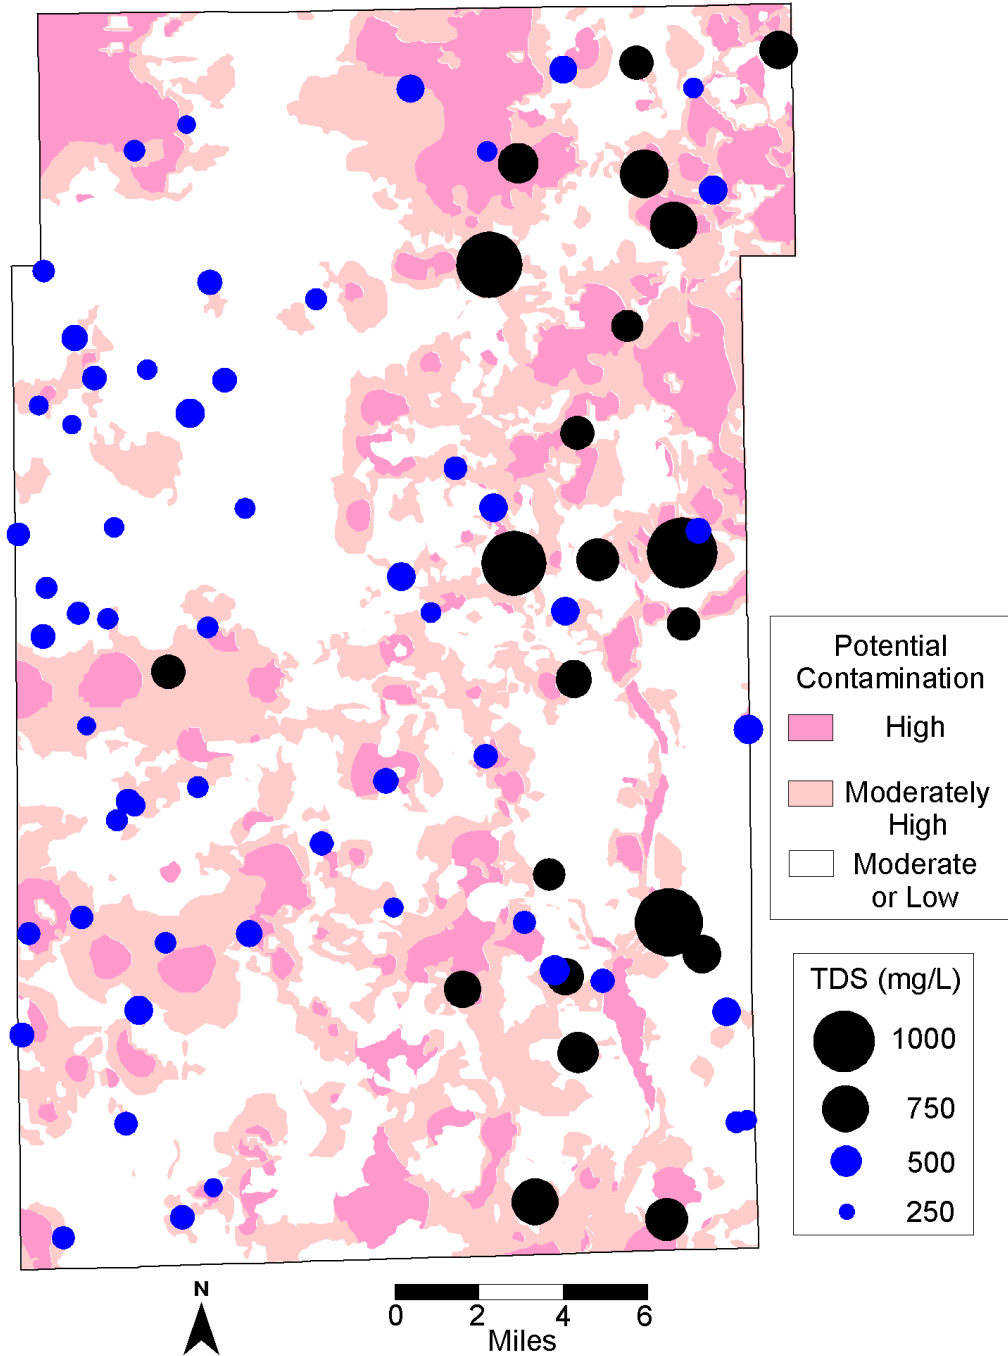 Potential
Contamination
High
Moderately
High
Moderate
or Low
TDS (mg/L)
1000
750
500
250
N
0 2 4 6
Miles